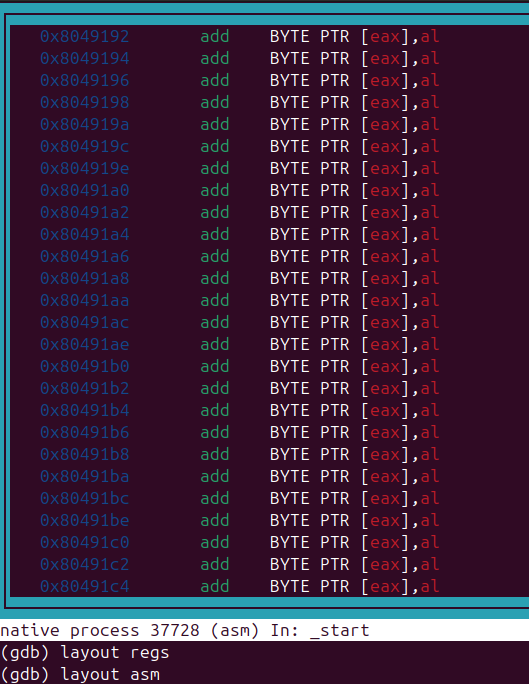 0x8049192 add BYTE PTR [eax],al
0x8049194 add BYTE PTR [eax],al
0x8049196 add BYTE PTR [eax],al
0x8049198 add BYTE PTR [eax],al
0x804919a add BYTE PTR [eax],al
0x804919c add BYTE PTR [eax],al
0x804919e add BYTE PTR [eax],al
0x80491a0 add BYTE PTR [eax],al
0x80491a2 add BYTE PTR [eax],al
0x80491a4 add BYTE PTR [eax],al
0x80491a6 add BYTE PTR [eax],al
0x80491a8 add BYTE PTR [eax],al
0x80491aa add BYTE PTR [eax],al
0x80491ac add BYTE PTR [eax],al
0x80491ae add BYTE PTR [eax],al
0x80491b0 add BYTE PTR [eax],al
0x80491b2 add BYTE PTR [eax],al
0x80491b4 add BYTE PTR [eax],al
0x80491b6 add BYTE PTR [eax],al
0x80491b8 add BYTE PTR [eax],al
0x80491ba add BYTE PTR [eax],al
0x80491bc add BYTE PTR [eax],al
0x80491be add BYTE PTR [eax],al
0x80491c0 add BYTE PTR [eax],al
0x80491c2 add BYTE PTR [eax],al
0x80491c4 add BYTE PTR [eax],al
native process 37728 (asm) In: _start
(gdb) layout regs
(gdb) layout asm